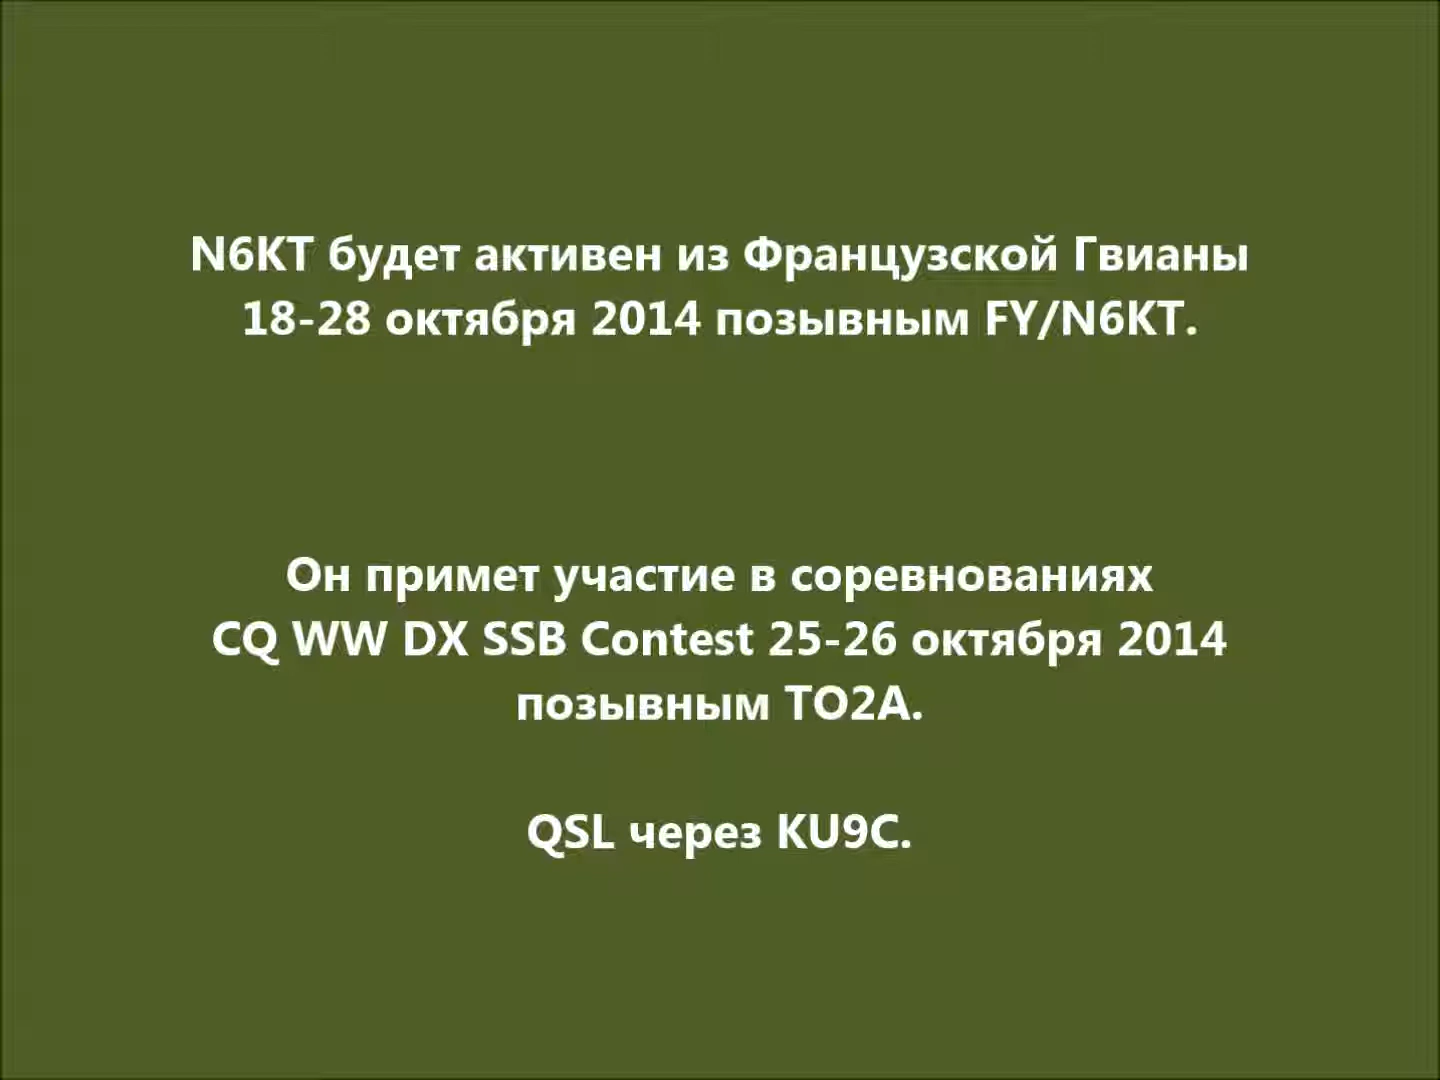 N6KT будет активен из Французской Гвианы
18-28 октября 2014 позывным FY/N6KT.
Он примет участие в соревнованиях
CQ WW DX SSB Contest 25-26 октября 2014
позывным TO2A.
QSL через KU9C.